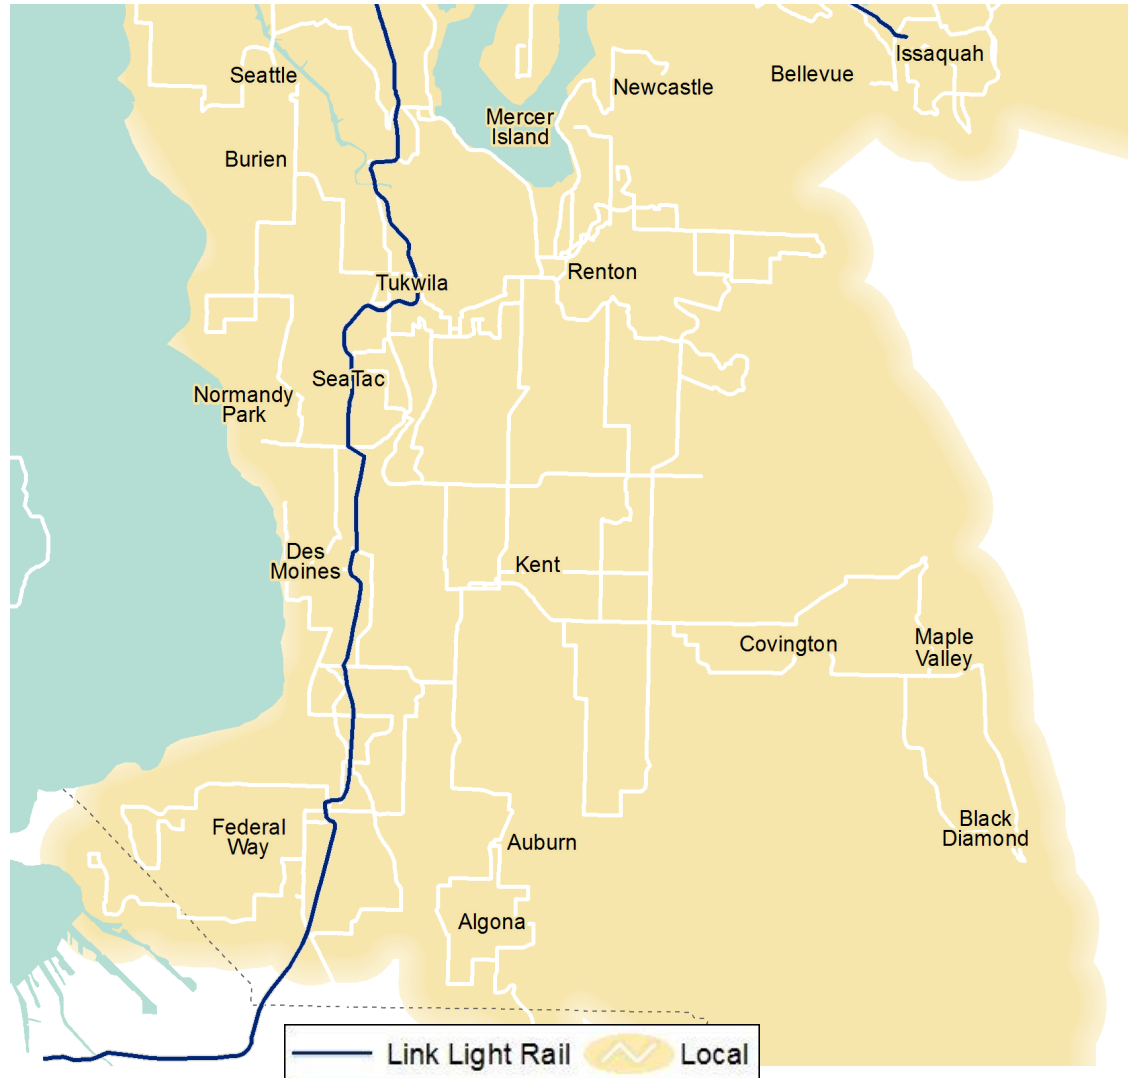 Issaquah
Seattle
Bellevue
Newcastle
Mercer
Island
Burien
Renton
Tukwila
SeaTac
Normandy
Park
Des
Moines
Kent
Covington
Maple
Valley
Federal
Way
Auburn
Black
Diamond
Algona
Link Light Rail
Local